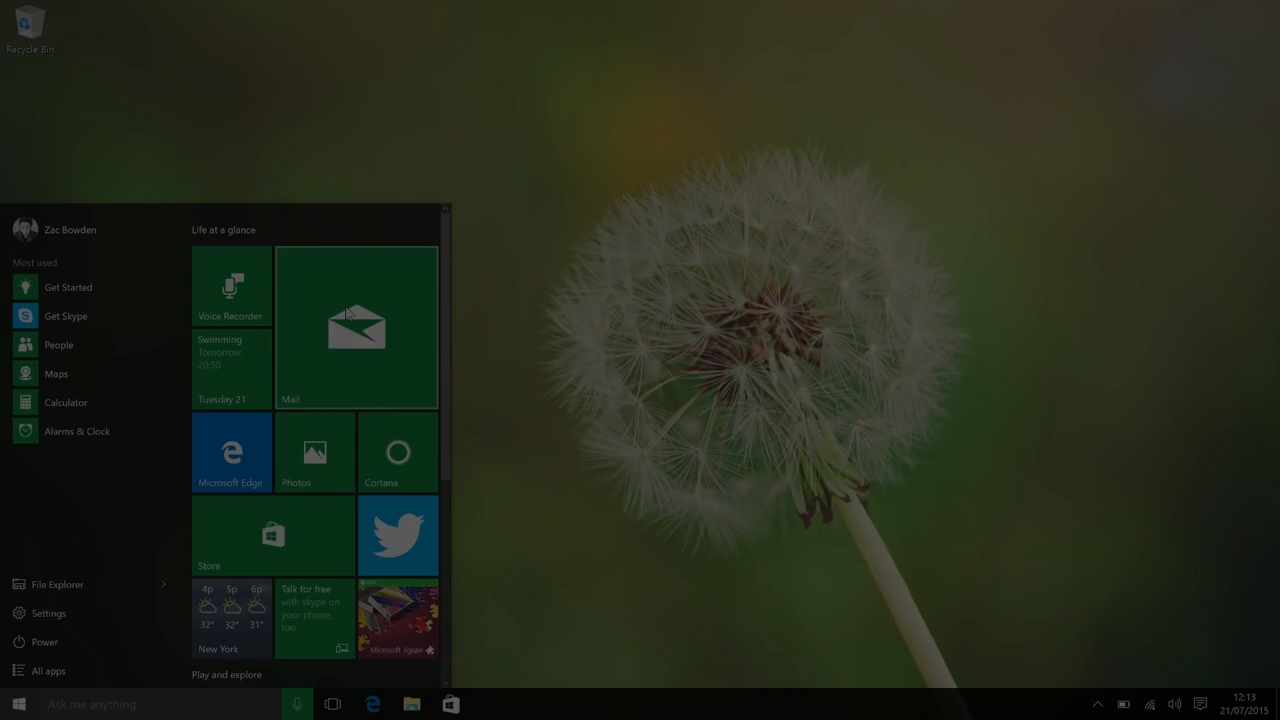 Recycle Bin
Zac Bowden
Most used
Get Started
Get Skype
People
Maps
Calculator
Alarms & Clock
File Explorer
Settings
Power
All apps
Life at a glance
Voice Recorder
Swimming
Tomorrow
20:50
Tuesday 21
Mail
Microsoft Edge
Photos
Cortana
Store
4p 5p 6p
32° 32° 31°
New York
Talk for free
with skype on
your phone,
too
Microsoft Jigsaw
Play and explore
Ask me anything
12:13
21/07/2015